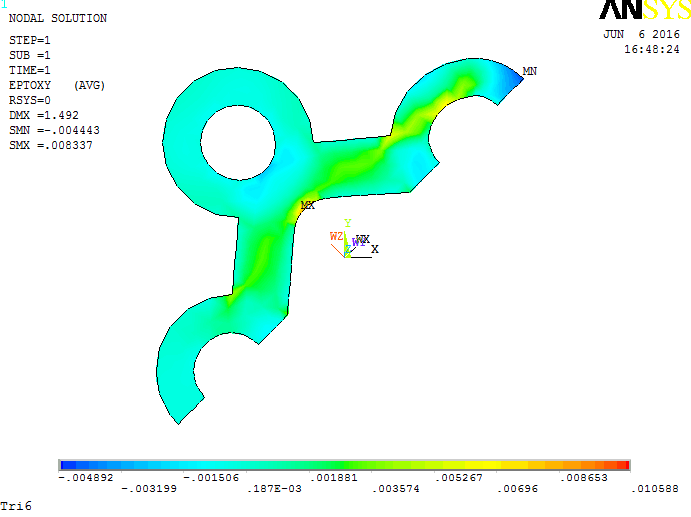 1
ANSYS
NODAL SOLUTION
JUN 6 2016
16:48:24
STEP=1
SUB =1
TIME=1
EPTOXY (AVG)
RSYS=0
DMX =1.492
SMN =-.004443
SMX =.008337
MN
MX
Y
WZ
WX
X
-.004892 -.001506 .001881 .005267 .008653
-.003199 .187E-03 .003574 .00696 .010588
Tri6